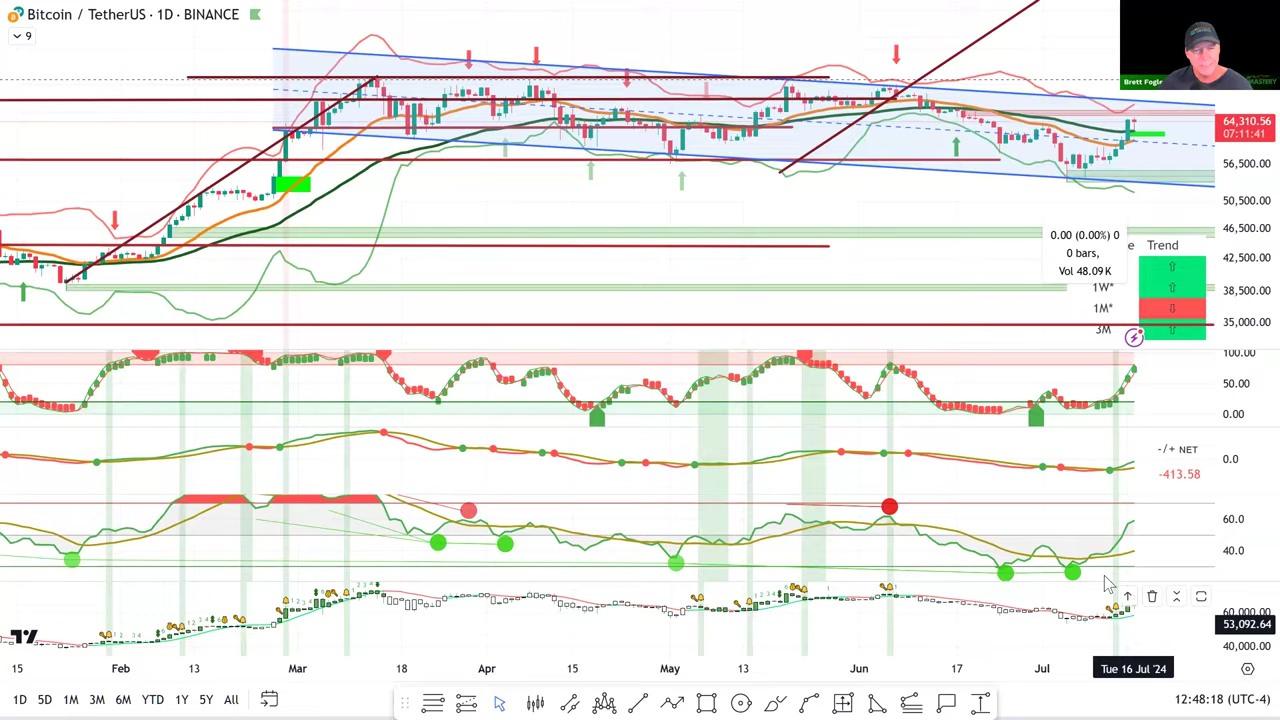 Bitcoin / TetherUS · 1D · BINANCE
9
Brett Fogle
MASTERY
64,310.56
07:11:41
56,500.00
50,500.00
46,500.00
42,500.00
38,500.00
35,000.00
0.00 (0.00%) 0
0 bars,
Vol 48.09 K
e Trend
1W*
1M*
3M
100.00
50.00
0.00
-/+ NET
-413.58
0.0
60.0
40.0
60,000.00
53,092.64
40,000.00
15 Feb 13 Mar 18 Apr 15 May 13 Jun 17 Jul Tue 16 Jul '24
1D 5D 1M 3M 6M YTD 1Y 5Y All
12:48:18 (UTC-4)